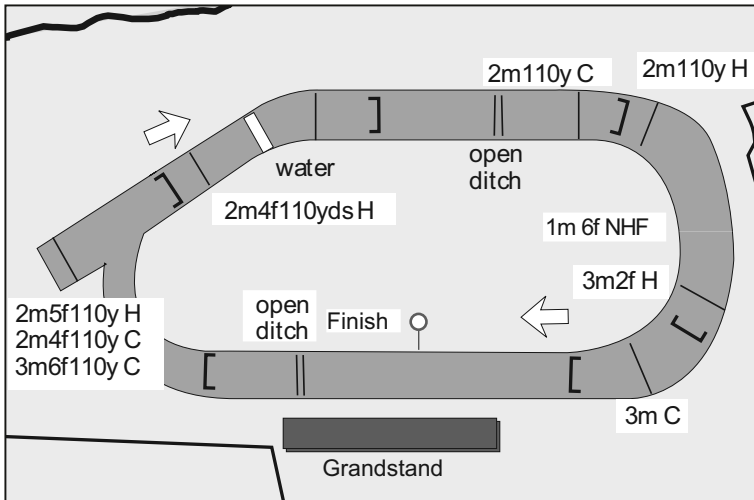 2m110y C
2m110y H
water
open
ditch
2m4f110yds H
1m 6f NHF
3m2f H
2m5f110y H
2m4f110y C
3m6f110y C
open
ditch
Finish
3m C
Grandstand